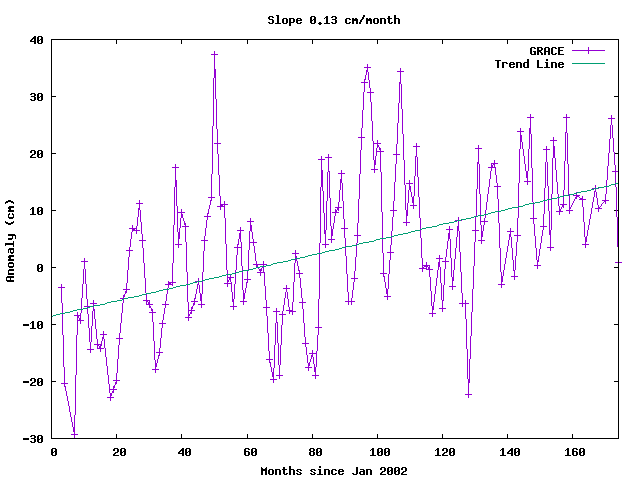 Slope 0.13 cm/month
GRACE
Trend Line
Anomaly (cm)
40
30
20
10
0
-10
-20
-30
0 20 40 60 80 100 120 140 160
Months since Jan 2002